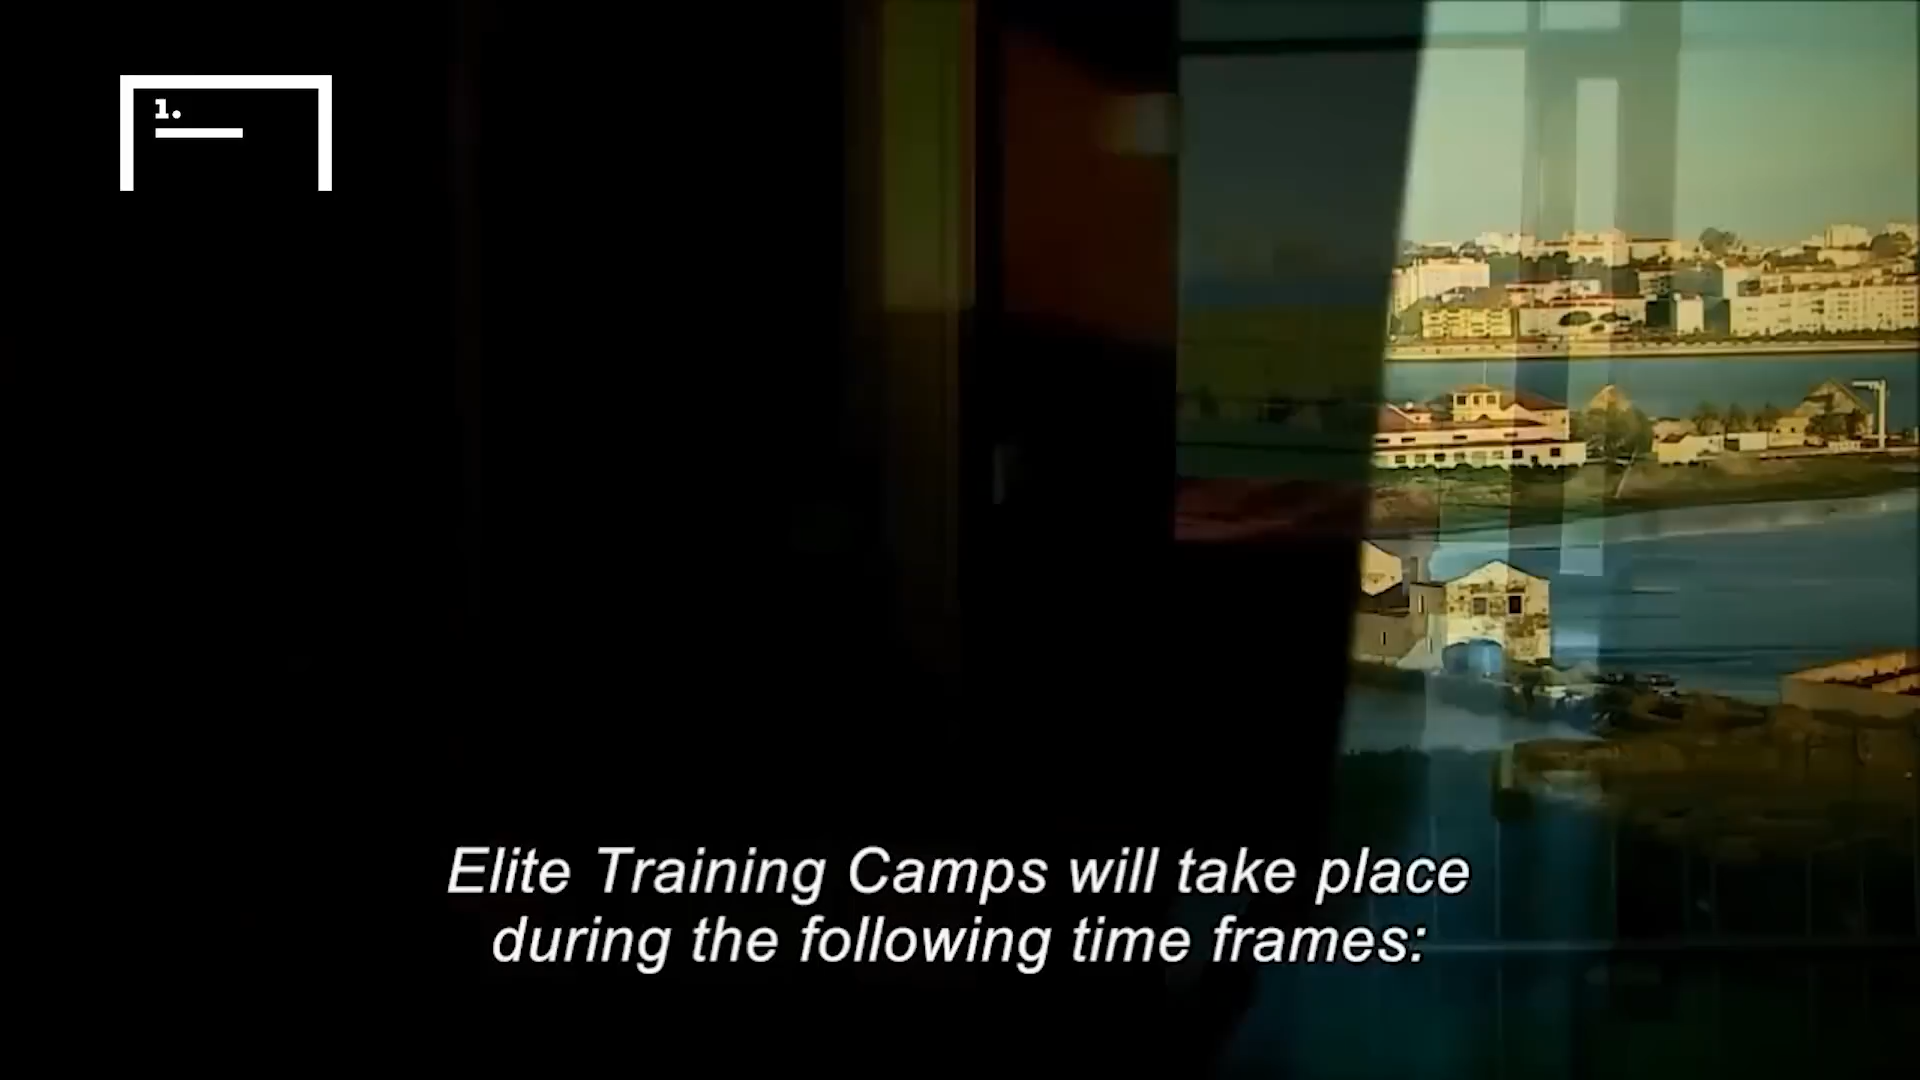 1.
Elite Training Camps will take place
during the following time frames: